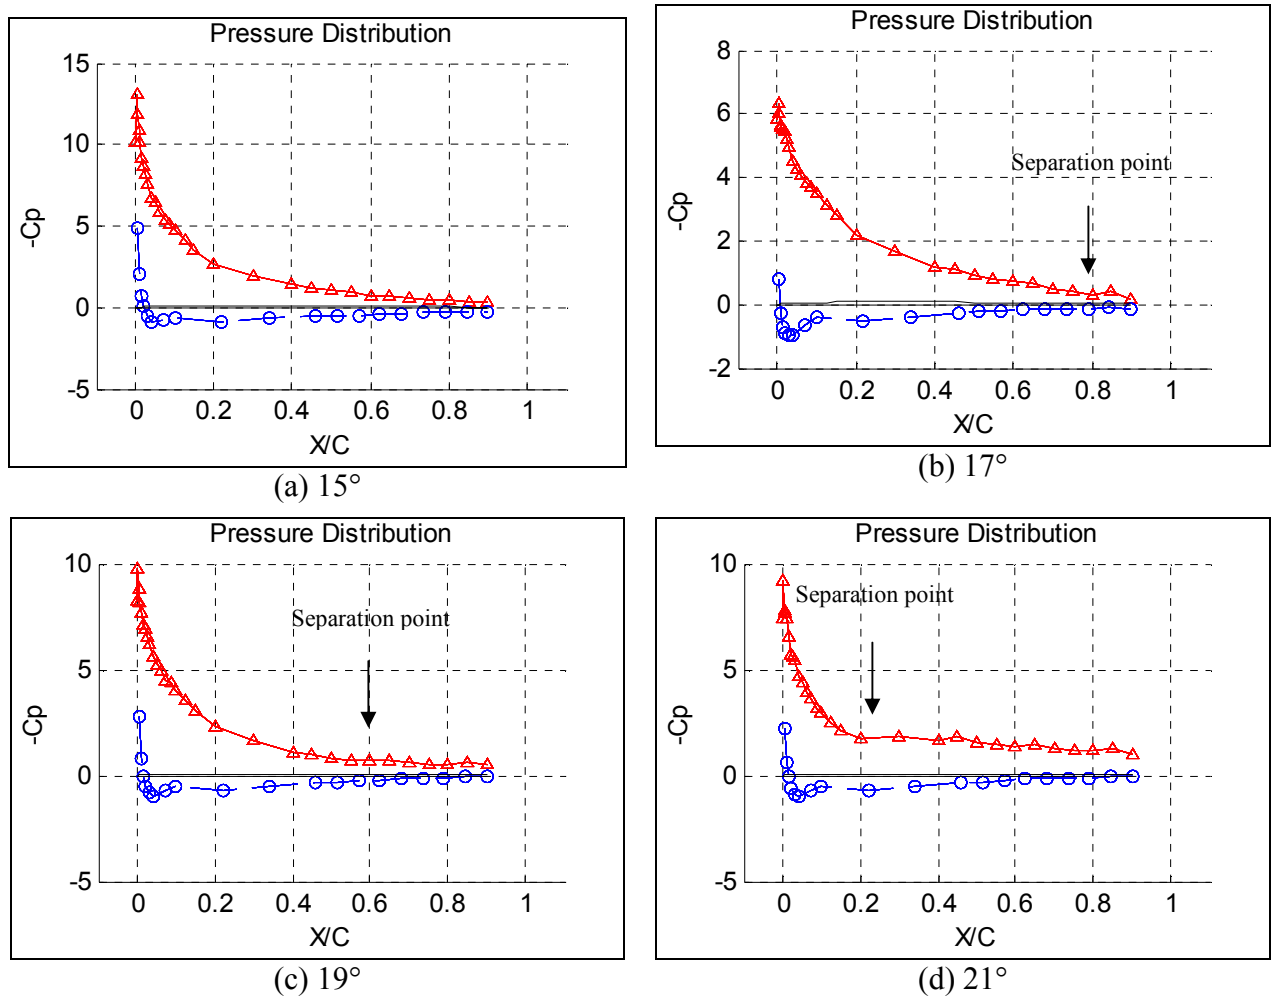 Pressure Distribution
15
10
5
0
-5
-Cp
0 0.2 0.4 0.6 0.8 1
X/C
(a) 15°
Pressure Distribution
8
6
4
2
0
-2
-Cp
Separation point
0 0.2 0.4 0.6 0.8 1
X/C
(b) 17°
Pressure Distribution
10
5
0
-5
-Cp
Separation point
0 0.2 0.4 0.6 0.8 1
X/C
(c) 19°
Pressure Distribution
10
5
0
-5
-Cp
Separation point
0 0.2 0.4 0.6 0.8 1
X/C
(d) 21°